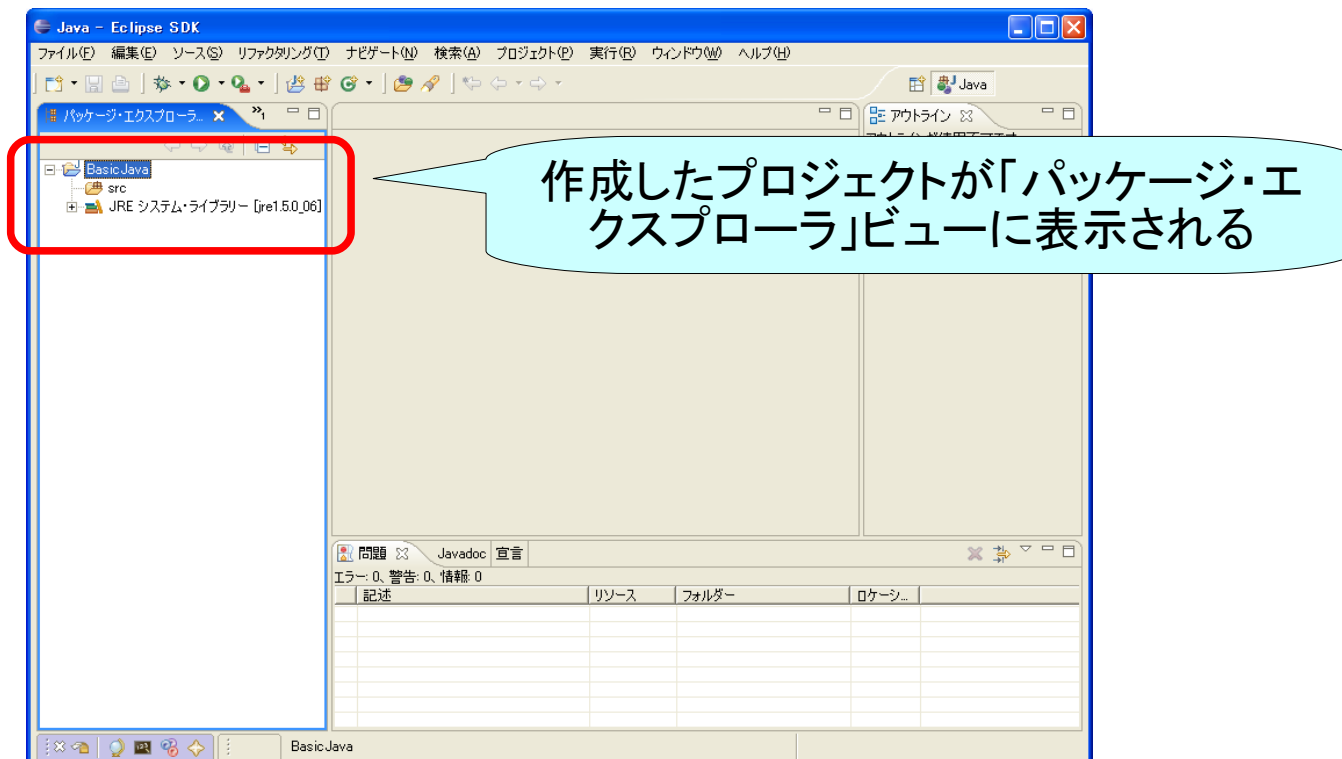 Java - Eclipse SDK
ファイル(F) 編集(E) ソース(S) リファクタリング(T) ナビゲート(N) 検索(A) プロジェクト(P) 実行(R) ウィンドウ(W) ヘルプ(H)
Java
パッケージ・エクスプローラ... »1
アウトライン
BasicJava
src
JRE システム・ライブラリー [jre1.5.0_06]
作成したプロジェクトが「パッケージ・エ
クスプローラ」ビューに表示される
問題 Javadoc 宣言
エラー: 0、警告: 0、情報: 0
記述 リソース フォルダー ロケーシ...
BasicJava